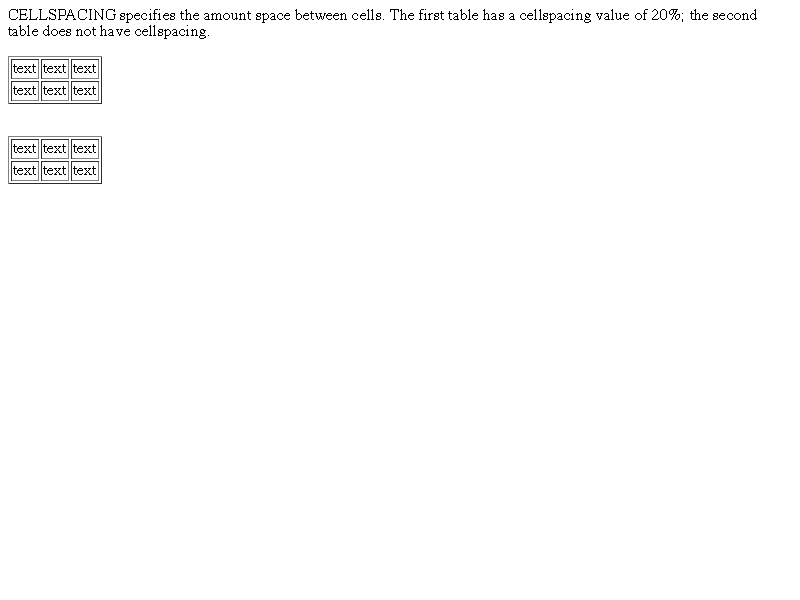 CELLSPACING specifies the amount space between cells. The first table has a cellspacing value of 20%; the second
table does not have cellspacing.
text text text
text text text
text text text
text text text